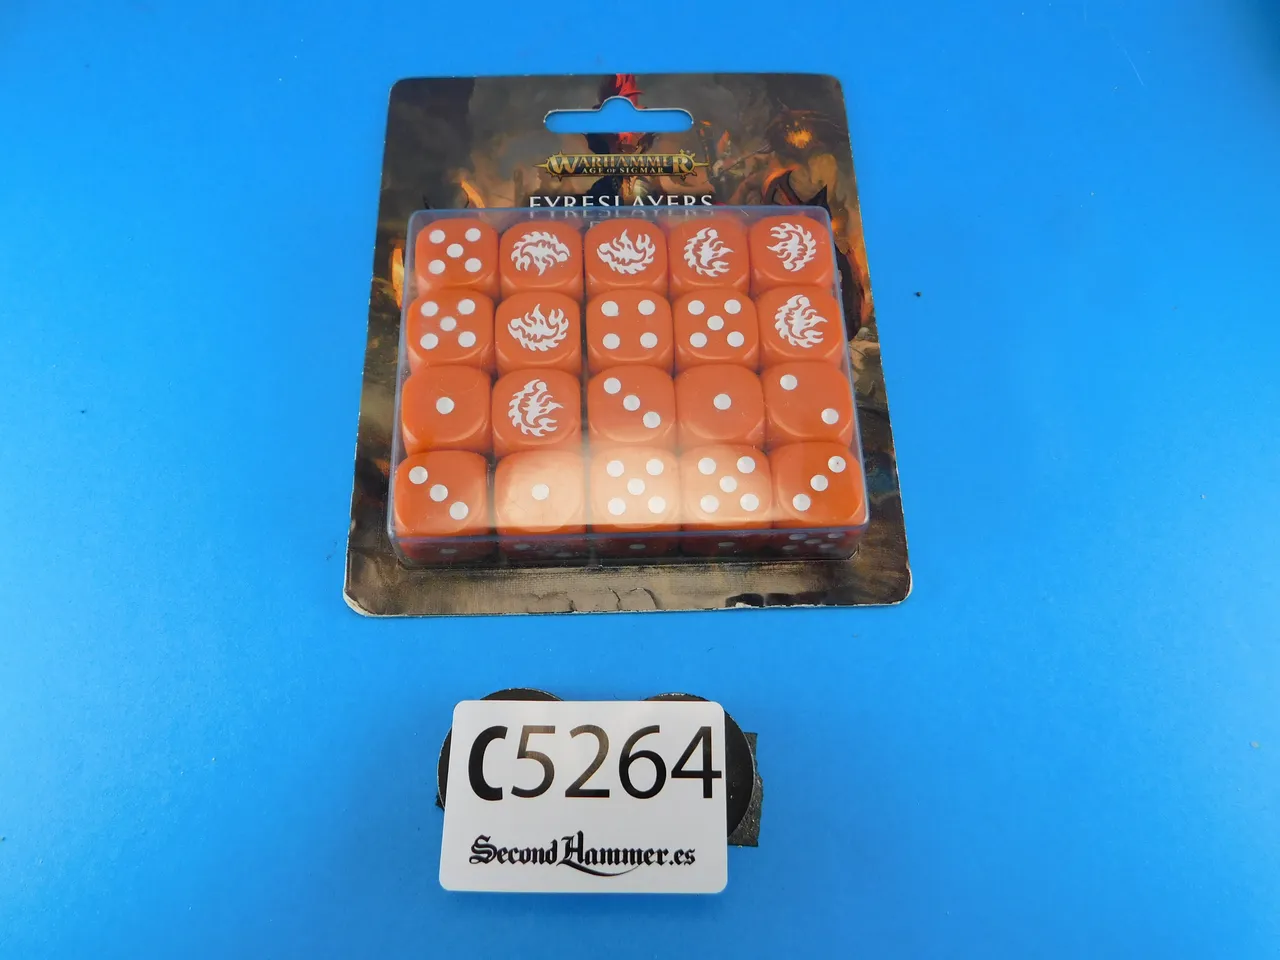 WARHAMMER
AGE OF SIGMAR
FYRESLAYERS
C5264
SecondHammer.es